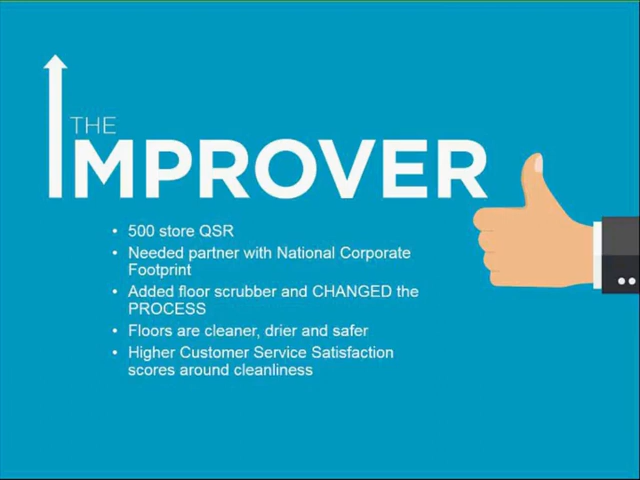 THE
IMPROVER
• 500 store QSR
• Needed partner with National Corporate
Footprint
• Added floor scrubber and CHANGED the
PROCESS
• Floors are cleaner, drier and safer
• Higher Customer Service Satisfaction
scores around cleanliness